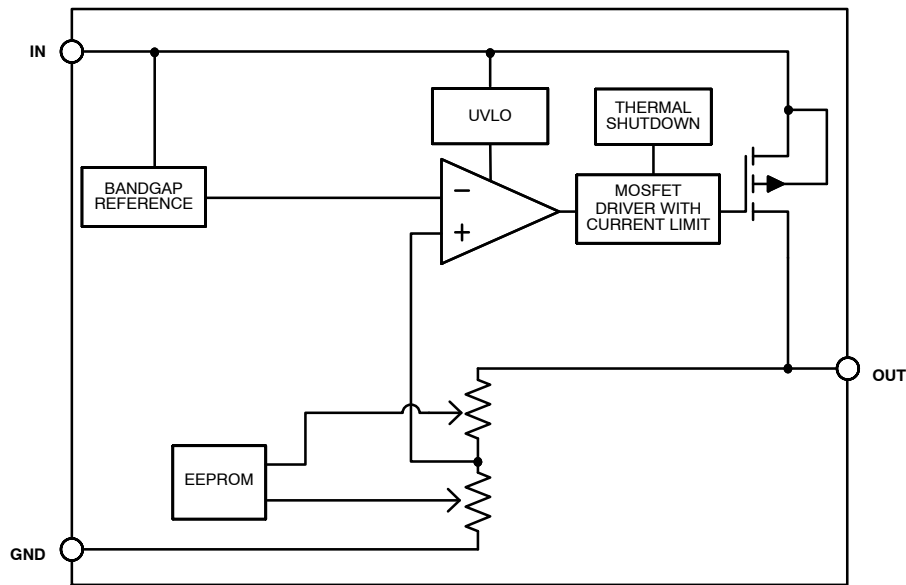 IN
UVLO
THERMAL
SHUTDOWN
BANDGAP
REFERENCE
−
+
MOSFET
DRIVER WITH
CURRENT LIMIT
OUT
EEPROM
GND